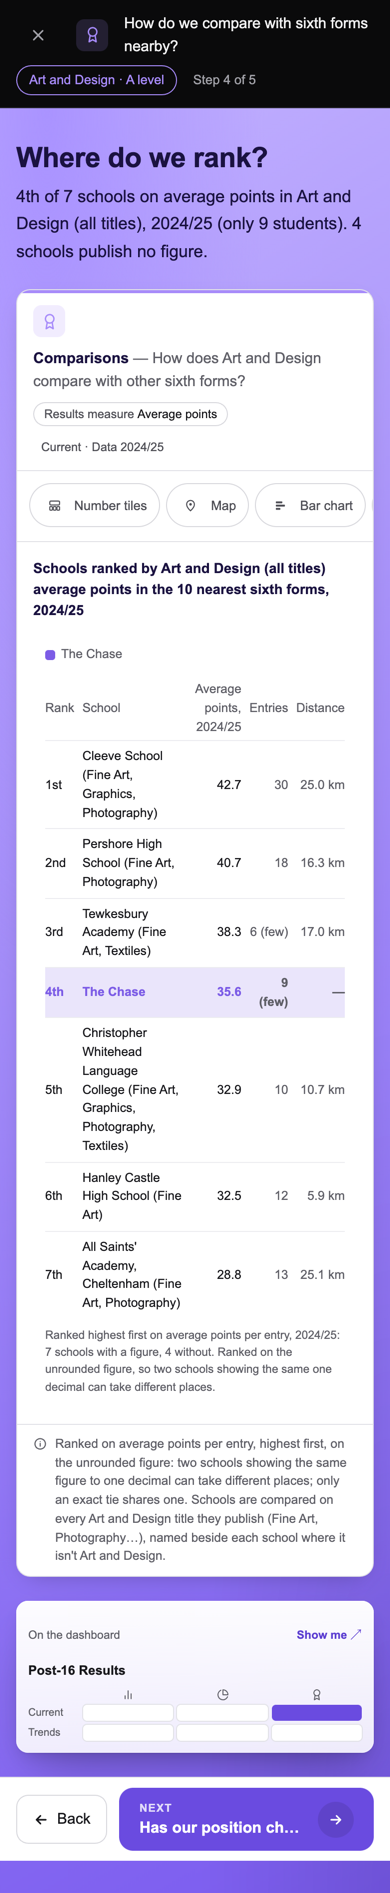 How do we compare with sixth forms
nearby?
Art and Design · A level
Step 4 of 5
Where do we rank?
4th of 7 schools on average points in Art and
Design (all titles), 2024/25 (only 9 students). 4
schools publish no figure.
Comparisons — How does Art and Design
compare with other sixth forms?
Results measure Average points
Current · Data 2024/25
Number tiles
Map
Bar chart
Schools ranked by Art and Design (all titles)
average points in the 10 nearest sixth forms,
2024/25
The Chase
Rank School Average points, 2024/25 Entries Distance
1st Cleeve School (Fine Art, Graphics, Photography) 42.7 30 25.0 km
2nd Pershore High School (Fine Art, Photography) 40.7 18 16.3 km
3rd Tewkesbury Academy (Fine Art, Textiles) 38.3 6 (few) 17.0 km
4th The Chase 35.6 9 (few) —
5th Christopher Whitehead Language College (Fine Art, Graphics, Photography, Textiles) 32.9 10 10.7 km
6th Hanley Castle High School (Fine Art) 32.5 12 5.9 km
7th All Saints' Academy, Cheltenham (Fine Art, Photography) 28.8 13 25.1 km
Ranked highest first on average points per entry, 2024/25:
7 schools with a figure, 4 without. Ranked on the
unrounded figure, so two schools showing the same one
decimal can take different places.
Ranked on average points per entry, highest first, on
the unrounded figure: two schools showing the same
figure to one decimal can take different places; only
an exact tie shares one. Schools are compared on
every Art and Design title they publish (Fine Art,
Photography…), named beside each school where it
isn't Art and Design.
On the dashboard
Show me
Post-16 Results
Current
Trends
Back
NEXT
Has our position ch…